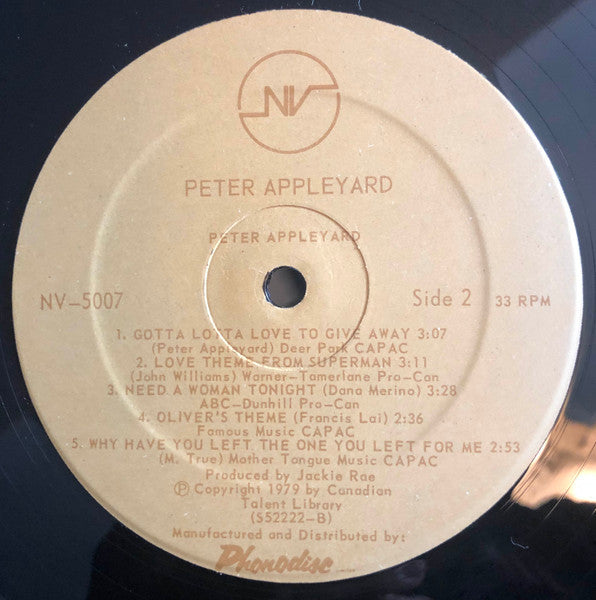 NV
PETER APPLEYARD
PETER APPLEYARD
NV-5007
Side 2 33 RPM
1. GOTTA LOTTA LOVE TO GIVE AWAY 3:07
(Peter Appleyard) Deer Park CAPAC
2. LOVE THEME FROM SUPERMAN 3:11
(John Williams) Warner-Tamerlane Pro-Can
3. NEED A WOMAN TONIGHT (Dana Merino) 3:28
ABC-Dunhill Pro-Can
4. OLIVER'S THEME (Francis Lai) 2:36
Famous Music CAPAC
5. WHY HAVE YOU LEFT THE ONE YOU LEFT FOR ME 2:53
(M. True) Mother Tongue Music CAPAC
Produced by Jackie Rae
Ⓟ Copyright 1979 by Canadian
Talent Library
(S52222-B)
Manufactured and Distributed by:
Phonodisc